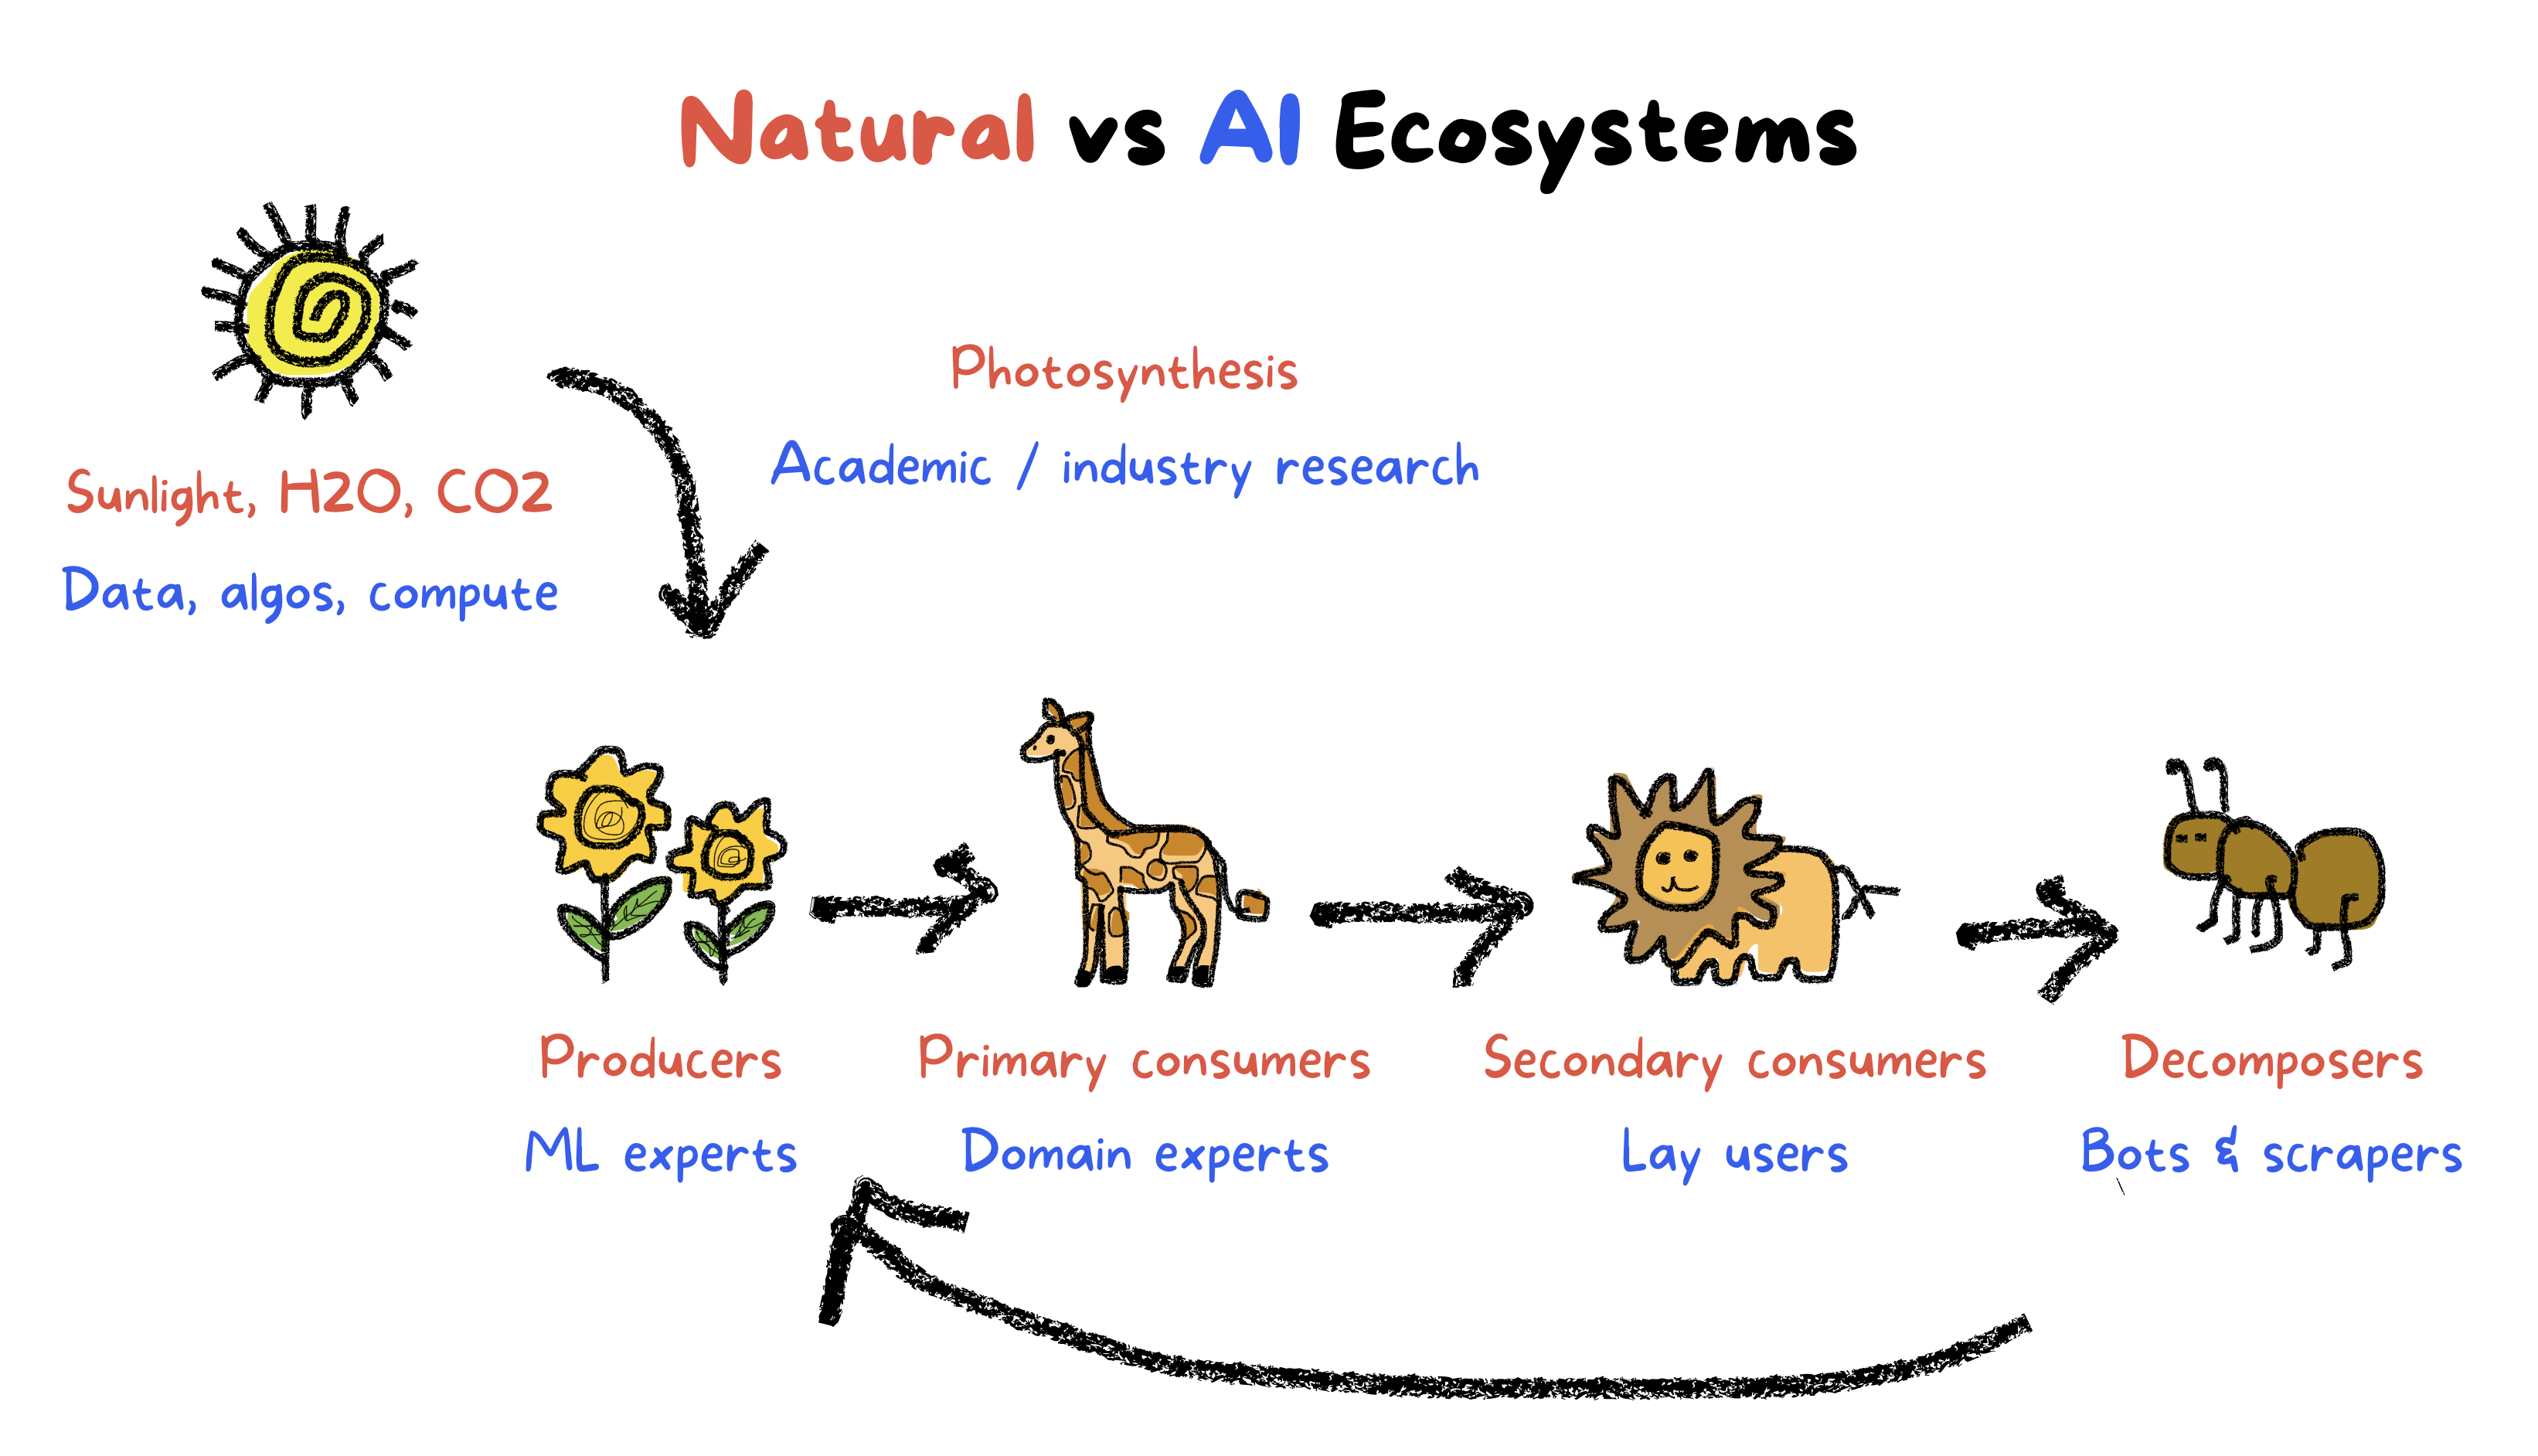 Natural vs AI Ecosystems
Photosynthesis
Academic / industry research
Sunlight, H2O, CO2
Data, algos, compute
Producers
ML experts
Primary consumers
Domain experts
Secondary consumers
Lay users
Decomposers
Bots & scrapers